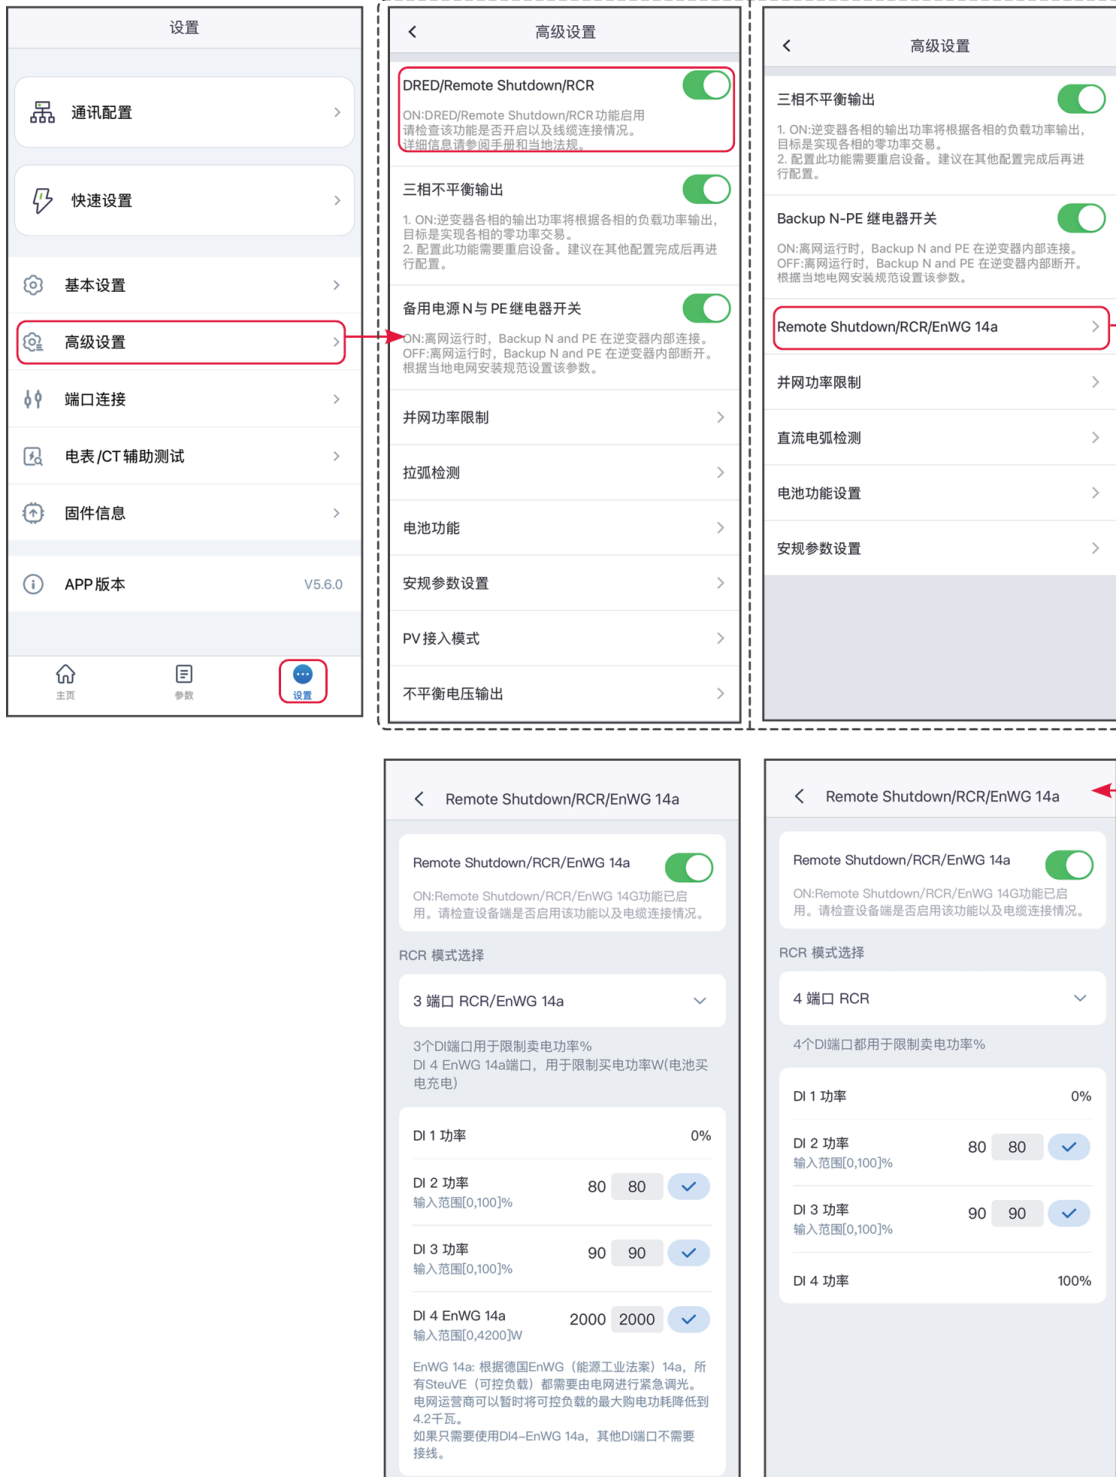 设置
通讯配置
快速设置
基本设置
高级设置
端口连接
电表/CT辅助测试
固件信息
APP版本
V5.6.0
主页
参数
设置
高级设置
DRED/Remote Shutdown/RCR
ON:DRED/Remote Shutdown/RCR功能启用
请检查该功能是否开启以及线缆连接情况。
详细信息请参阅手册和当地法规。
三相不平衡输出
1. ON:逆变器各相的输出功率将根据各相的负载功率输出,
目标是实现各相的零功率交易。
2. 配置此功能需要重启设备。建议在其他配置完成后再进
行配置。
备用电源N与PE继电器开关
ON:离网运行时，Backup N and PE 在逆变器内部连接。
OFF:离网运行时，Backup N and PE 在逆变器内部断开。
根据当地电网安装规范设置该参数。
并网功率限制
拉弧检测
电池功能
安规参数设置
PV接入模式
不平衡电压输出
高级设置
三相不平衡输出
1. ON:逆变器各相的输出功率将根据各相的负载功率输出,
目标是实现各相的零功率交易。
2. 配置此功能需要重启设备。建议在其他配置完成后再进
行配置。
Backup N-PE 继电器开关
ON:离网运行时，Backup N and PE 在逆变器内部连接。
OFF:离网运行时，Backup N and PE 在逆变器内部断开。
根据当地电网安装规范设置该参数。
Remote Shutdown/RCR/EnWG 14a
并网功率限制
直流电弧检测
电池功能设置
安规参数设置
Remote Shutdown/RCR/EnWG 14a
Remote Shutdown/RCR/EnWG 14a
ON:Remote Shutdown/RCR/EnWG 14G功能已启
用。请检查设备端是否启用该功能以及电缆连接情况。
RCR 模式选择
3 端口 RCR/EnWG 14a
3个DI端口用于限制卖电功率%
DI 4 EnWG 14a端口，用于限制买电功率W(电池买
电充电)
DI 1 功率
0%
DI 2 功率
80 80
输入范围[0,100]%
DI 3 功率
90 90
输入范围[0,100]%
DI 4 EnWG 14a
2000 2000
输入范围[0,4200]W
EnWG 14a: 根据德国EnWG（能源工业法案）14a，所
有SteuVE（可控负载）都需要由电网进行紧急调光。
电网运营商可以暂时将可控负载的最大购电功耗降低到
4.2千瓦。
如果只需要使用DI4-EnWG 14a，其他DI端口不需要
接线。
Remote Shutdown/RCR/EnWG 14a
Remote Shutdown/RCR/EnWG 14a
ON:Remote Shutdown/RCR/EnWG 14G功能已启
用。请检查设备端是否启用该功能以及电缆连接情况。
RCR 模式选择
4 端口 RCR
4个DI端口都用于限制卖电功率%
DI 1 功率
0%
DI 2 功率
80 80
输入范围[0,100]%
DI 3 功率
90 90
输入范围[0,100]%
DI 4 功率
100%